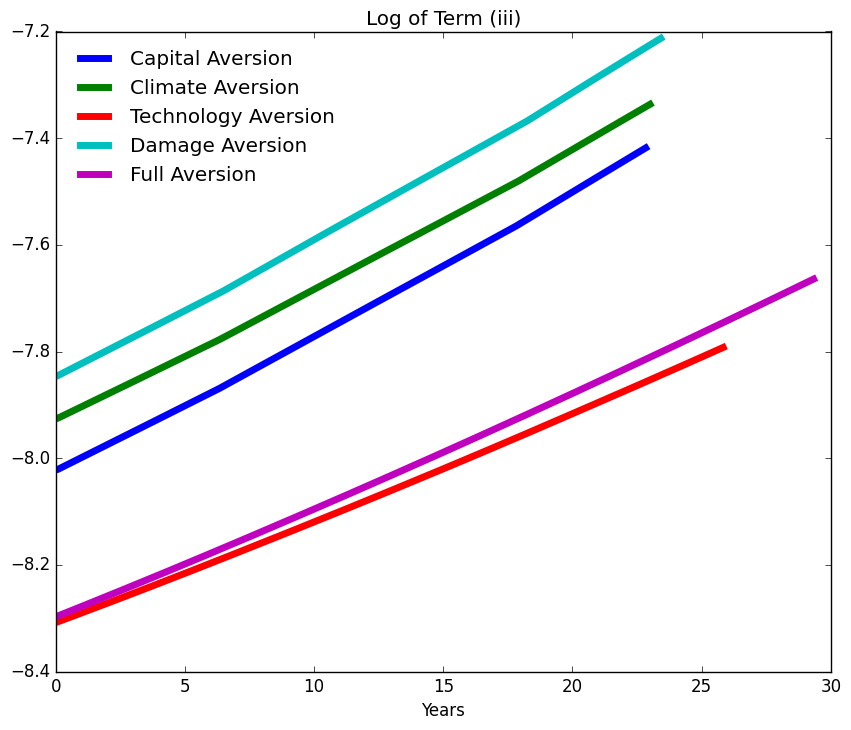 Log of Term (iii)
−7.2
Capital Aversion
Climate Aversion
Technology Aversion
Damage Aversion
Full Aversion
−7.4
−7.6
−7.8
−8.0
−8.2
−8.4
0 5 10 15 20 25 30
Years